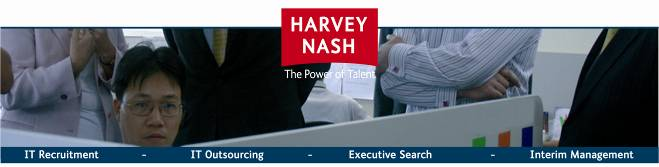 HARVEY
NASH
The Power of Talent
IT Recruitment - IT Outsourcing - Executive Search - Interim Management